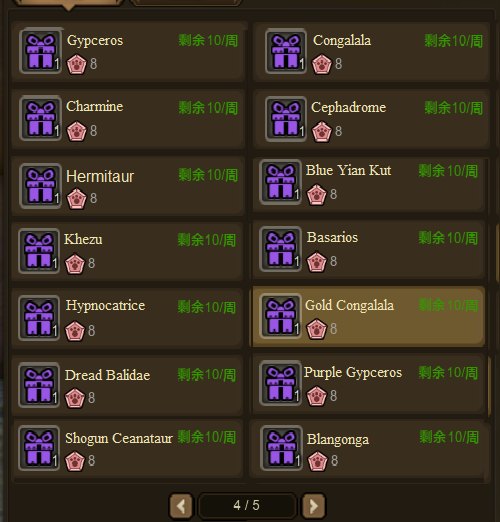 Gypceros 剩余10/周
1 8
Congalala 剩余10/周
1 8
Charmine 剩余10/周
1 8
Cephadrome 剩余10/周
1 8
Hermitaur 剩余10/周
1 8
Blue Yian Kut 剩余10/周
1 8
Khezu 剩余10/周
1 8
Basarios 剩余10/周
1 8
Hypnocatrice 剩余10/周
1 8
Gold Congalala 剩余10/周
1 8
Dread Balidae 剩余10/周
1 8
Purple Gypceros 剩余10/周
1 8
Shogun Ceanataur 剩余10/周
1 8
Blangonga 剩余10/周
1 8
4 / 5